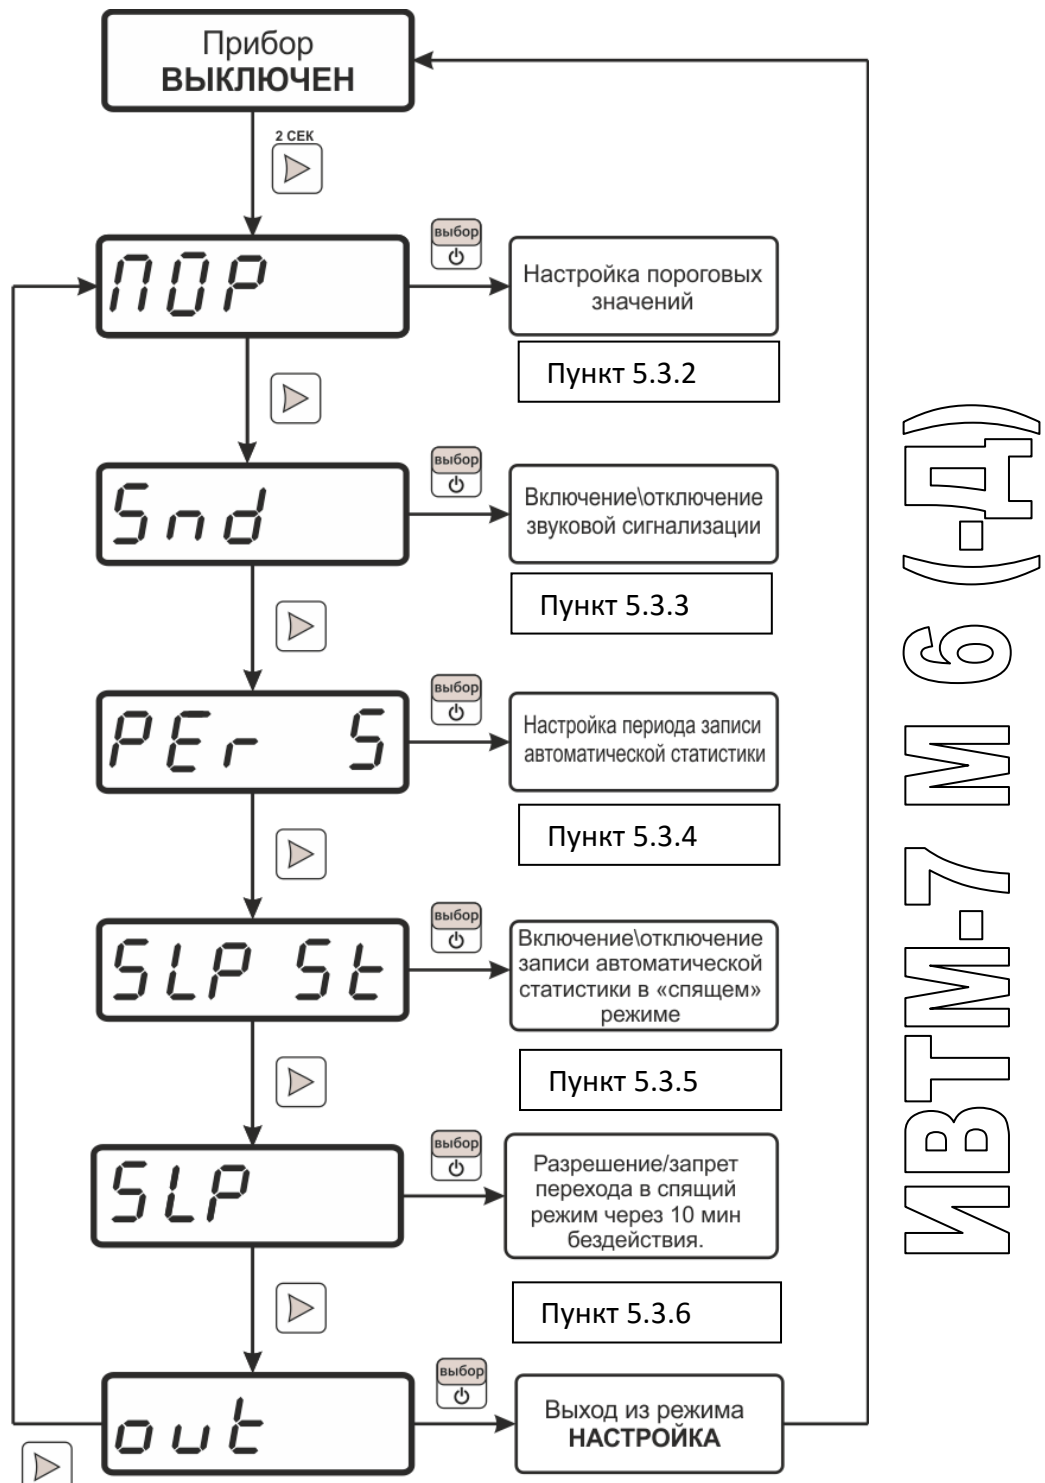 Прибор
ВЫКЛЮЧЕН
2 СЕК
ПОР
выбор
Настройка пороговых
значений
Пункт 5.3.2
Snd
выбор
Включение\отключение
звуковой сигнализации
Пункт 5.3.3
PEr S
выбор
Настройка периода записи
автоматической статистики
Пункт 5.3.4
SLP St
выбор
Включение\отключение
записи автоматической
статистики в «спящем»
режиме
Пункт 5.3.5
SLP
выбор
Разрешение/запрет
перехода в спящий
режим через 10 мин
бездействия.
Пункт 5.3.6
out
выбор
Выход из режима
НАСТРОЙКА
ИВТМ-7 М 6 (-Д)